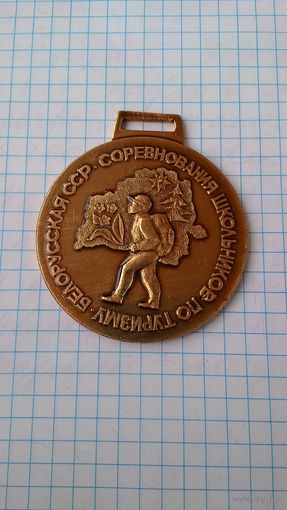 БЕЛОРУССКАЯ ССР · СОРЕВНОВАНИЯ ШКОЛЬНИКОВ ПО ТУРИЗМУ ·